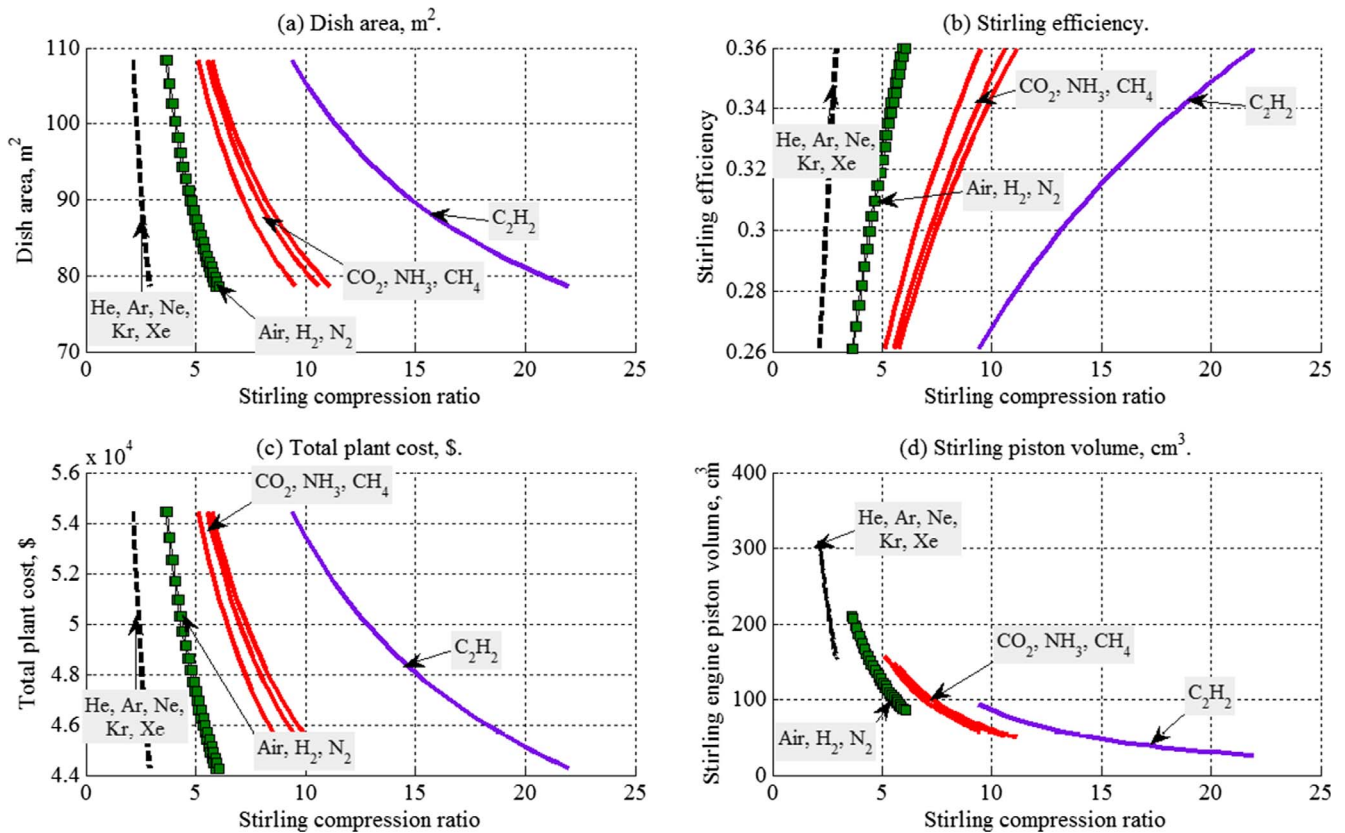 (a) Dish area, m².
Dish area, m²
110
100
90
80
70
He, Ar, Ne,
Kr, Xe
Air, H₂, N₂
CO₂, NH₃, CH₄
C₂H₂
0 5 10 15 20 25
Stirling compression ratio
(b) Stirling efficiency.
Stirling efficiency
0.36
0.34
0.32
0.3
0.28
0.26
He, Ar, Ne,
Kr, Xe
Air, H₂, N₂
CO₂, NH₃, CH₄
C₂H₂
0 5 10 15 20 25
Stirling compression ratio
(c) Total plant cost, $.
x 10⁴
Total plant cost, $
5.6
5.4
5.2
5
4.8
4.6
4.4
CO₂, NH₃, CH₄
C₂H₂
He, Ar, Ne,
Kr, Xe
Air, H₂, N₂
0 5 10 15 20 25
Stirling compression ratio
(d) Stirling piston volume, cm³.
Stirling engine piston volume, cm³
400
300
200
100
0
He, Ar, Ne,
Kr, Xe
CO₂, NH₃, CH₄
C₂H₂
Air, H₂, N₂
0 5 10 15 20 25
Stirling compression ratio